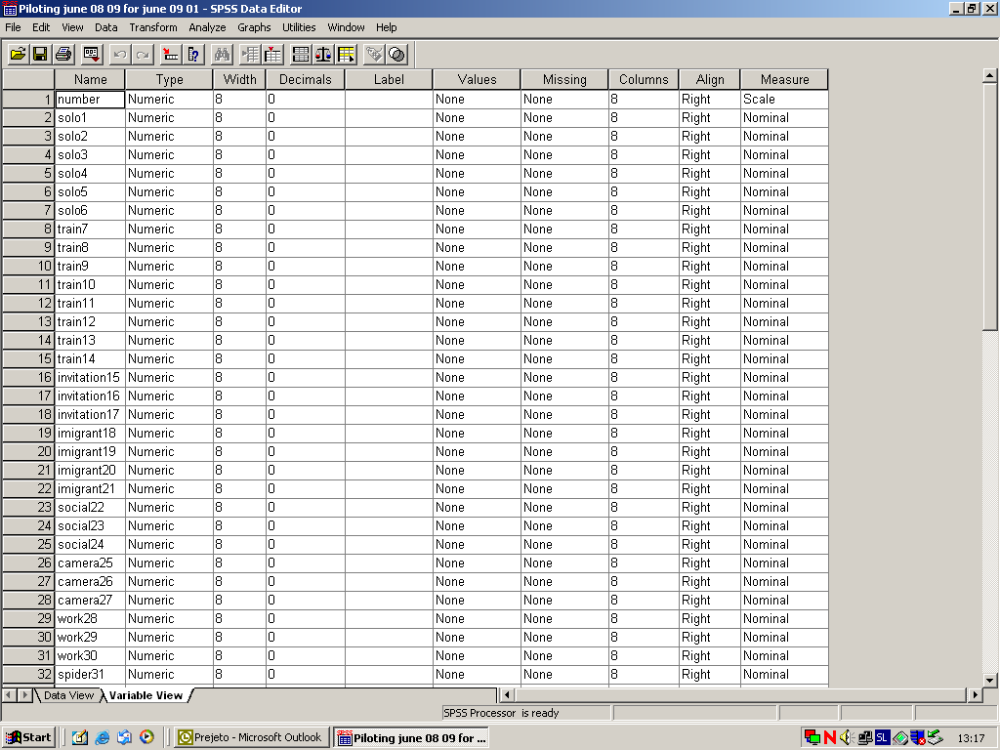 Piloting june 08 09 for june 09 01 - SPSS Data Editor
File Edit View Data Transform Analyze Graphs Utilities Window Help
Name Type Width Decimals Label Values Missing Columns Align Measure
1 number Numeric 8 0 None None 8 Right Scale
2 solo1 Numeric 8 0 None None 8 Right Nominal
3 solo2 Numeric 8 0 None None 8 Right Nominal
4 solo3 Numeric 8 0 None None 8 Right Nominal
5 solo4 Numeric 8 0 None None 8 Right Nominal
6 solo5 Numeric 8 0 None None 8 Right Nominal
7 solo6 Numeric 8 0 None None 8 Right Nominal
8 train7 Numeric 8 0 None None 8 Right Nominal
9 train8 Numeric 8 0 None None 8 Right Nominal
10 train9 Numeric 8 0 None None 8 Right Nominal
11 train10 Numeric 8 0 None None 8 Right Nominal
12 train11 Numeric 8 0 None None 8 Right Nominal
13 train12 Numeric 8 0 None None 8 Right Nominal
14 train13 Numeric 8 0 None None 8 Right Nominal
15 train14 Numeric 8 0 None None 8 Right Nominal
16 invitation15 Numeric 8 0 None None 8 Right Nominal
17 invitation16 Numeric 8 0 None None 8 Right Nominal
18 invitation17 Numeric 8 0 None None 8 Right Nominal
19 imigrant18 Numeric 8 0 None None 8 Right Nominal
20 imigrant19 Numeric 8 0 None None 8 Right Nominal
21 imigrant20 Numeric 8 0 None None 8 Right Nominal
22 imigrant21 Numeric 8 0 None None 8 Right Nominal
23 social22 Numeric 8 0 None None 8 Right Nominal
24 social23 Numeric 8 0 None None 8 Right Nominal
25 social24 Numeric 8 0 None None 8 Right Nominal
26 camera25 Numeric 8 0 None None 8 Right Nominal
27 camera26 Numeric 8 0 None None 8 Right Nominal
28 camera27 Numeric 8 0 None None 8 Right Nominal
29 work28 Numeric 8 0 None None 8 Right Nominal
30 work29 Numeric 8 0 None None 8 Right Nominal
31 work30 Numeric 8 0 None None 8 Right Nominal
32 spider31 Numeric 8 0 None None 8 Right Nominal
Data View Variable View
SPSS Processor is ready
Start Prejeto - Microsoft Outlook Piloting june 08 09 for ... N SL 13:17